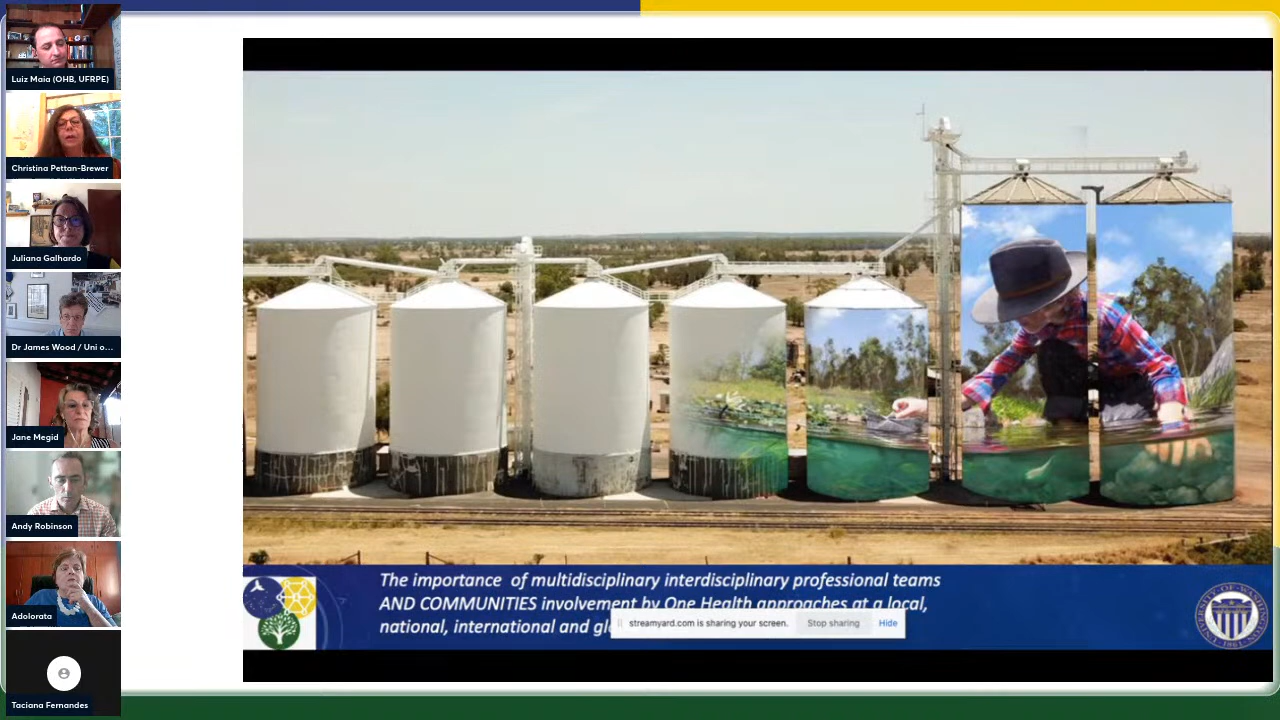 Luiz Maia (OHB, UFRPE)
Christina Pettan-Brewer
Juliana Galhardo
Dr James Wood / Uni o...
Jane Megid
Andy Robinson
Adolorata
Taciana Fernandes
The importance of multidisciplinary interdisciplinary professional teams
AND COMMUNITIES involvement by One Health approaches at a local,
national, international and
streamyard.com is sharing your screen.
Stop sharing
Hide